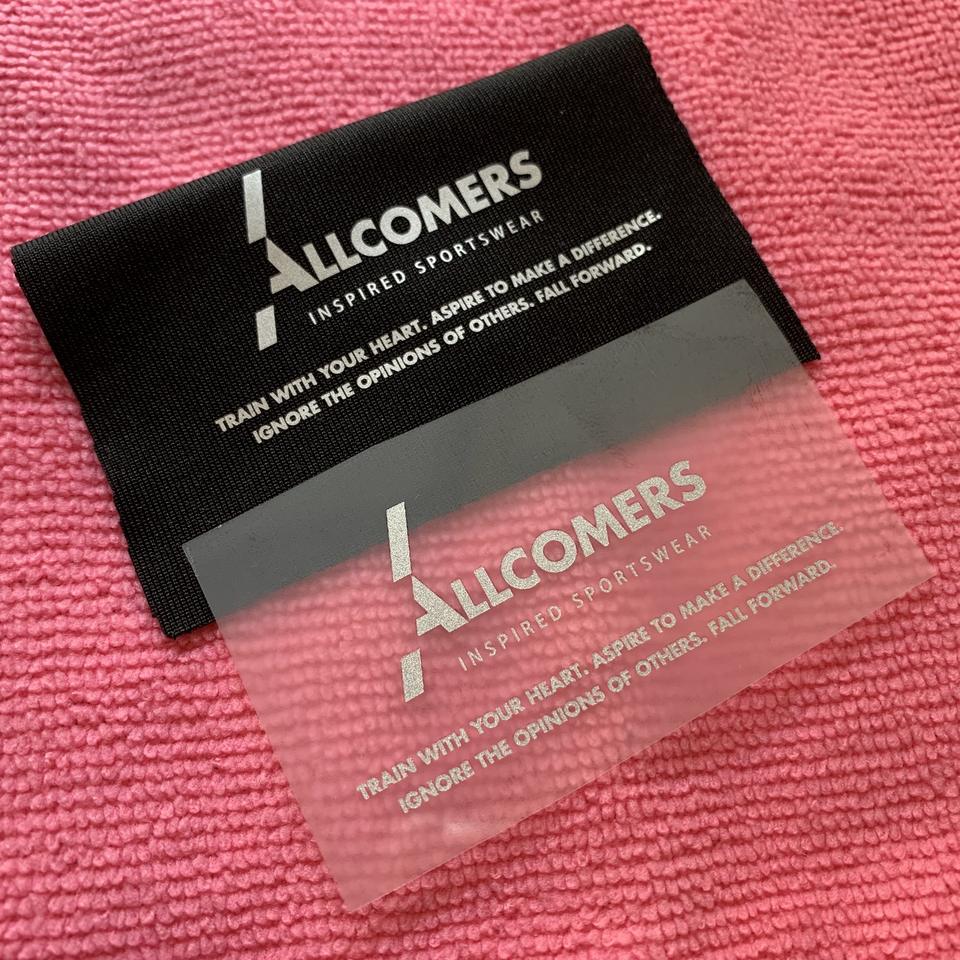 ALLCOMERS
INSPIRED SPORTSWEAR
TRAIN WITH YOUR HEART. ASPIRE TO MAKE A DIFFERENCE.
IGNORE THE OPINIONS OF OTHERS. FALL FORWARD.
ALLCOMERS
INSPIRED SPORTSWEAR
TRAIN WITH YOUR HEART. ASPIRE TO MAKE A DIFFERENCE.
IGNORE THE OPINIONS OF OTHERS. FALL FORWARD.